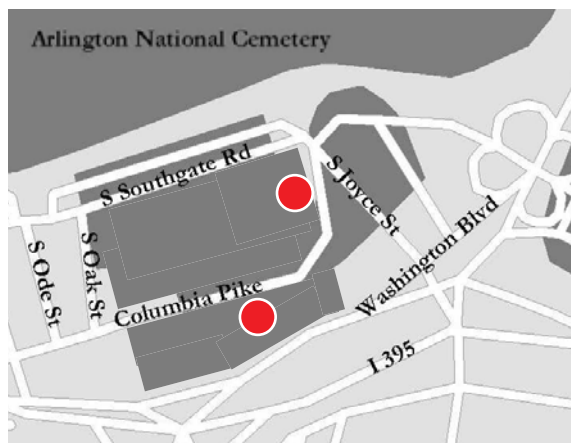 Arlington National Cemetery
S Southgate Rd
S Joyce St
S Ode St
S Oak St
Columbia Pike
Washington Blvd
I 395